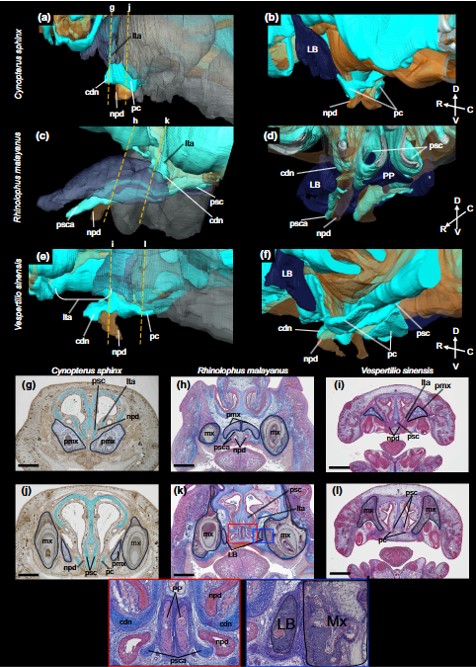 (a) g j
lta
cdn
npd
pc
Cynopterus sphinx
(b)
LB
pc
npd
D
R C
V
(c) h k
lta
psc
cdn
npd
psca
Rhinolophus malayanus
(d)
psc
cdn
LB
PP
psca
npd
D
C
R
V
(e) i l
lta
cdn
npd
pc
Vespertilio sinensis
(f)
LB
cdn
psc
pc
npd
D
R C
V
Cynopterus sphinx Rhinolophus malayanus Vespertilio sinensis
(g) psc lta
npd
pmx pmx
(h)
pmx
mx mx
psca npd
(i) lta pmx
npd psc
(j)
mx mx
npd psc pc pmx
(k) psc
lta
mx mx
LB
(l) psc
mx mx
pc
pp npd
cdn cdn
npd
psca
LB Mx